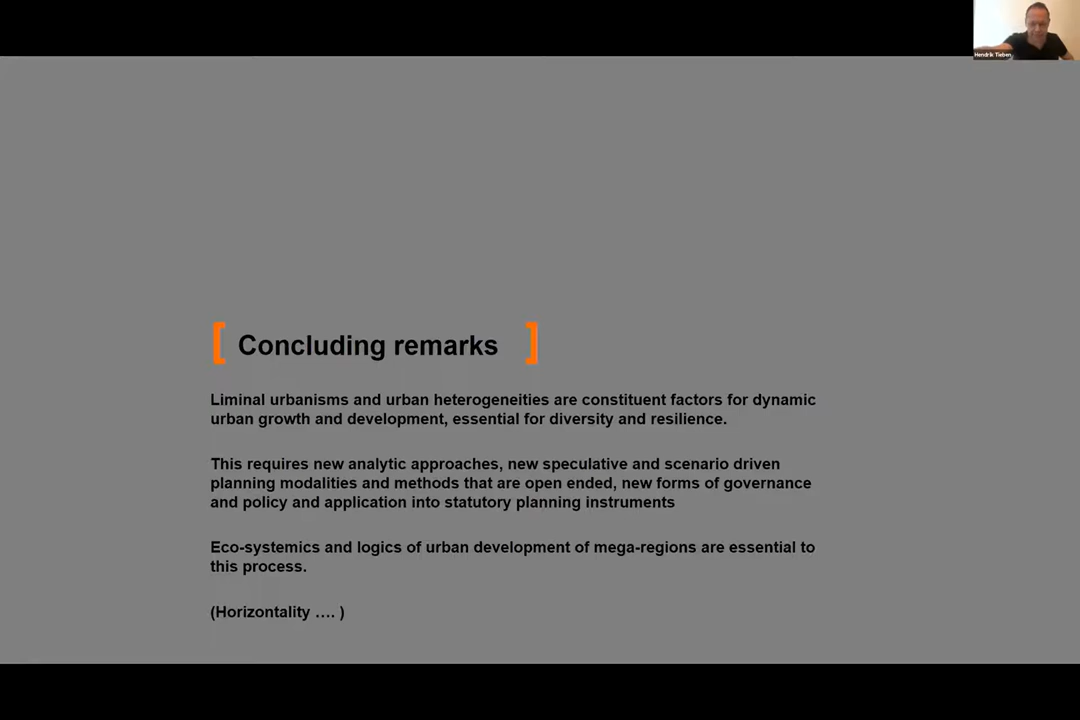 Hendrik Tieben
[ Concluding remarks ]
Liminal urbanisms and urban heterogeneities are constituent factors for dynamic
urban growth and development, essential for diversity and resilience.
This requires new analytic approaches, new speculative and scenario driven
planning modalities and methods that are open ended, new forms of governance
and policy and application into statutory planning instruments
Eco-systemics and logics of urban development of mega-regions are essential to
this process.
(Horizontality .... )